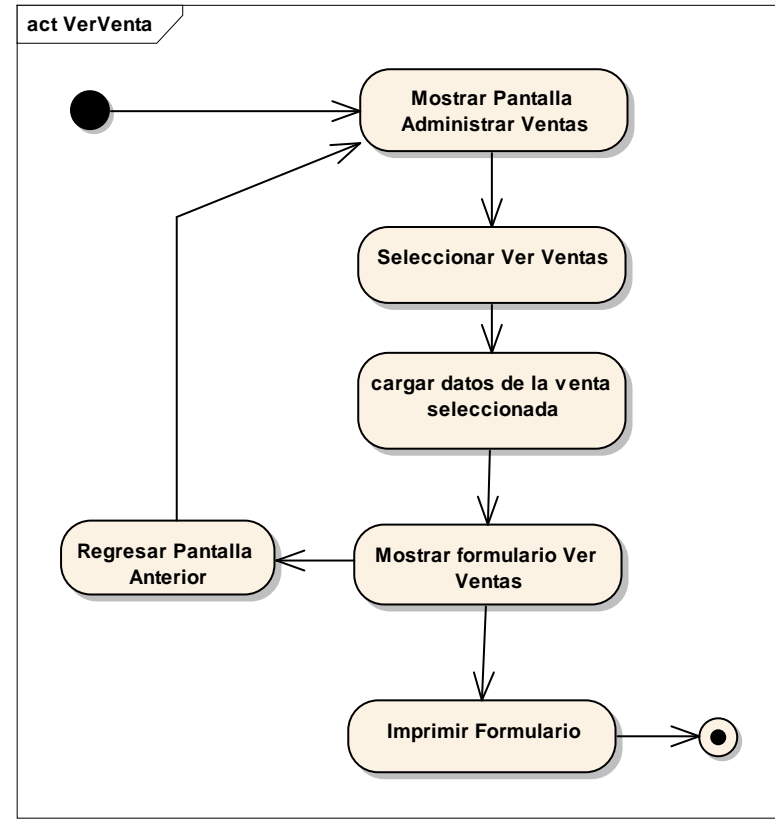 act VerVenta
Mostrar Pantalla
Administrar Ventas
Seleccionar Ver Ventas
cargar datos de la venta
seleccionada
Regresar Pantalla
Anterior
Mostrar formulario Ver
Ventas
Imprimir Formulario